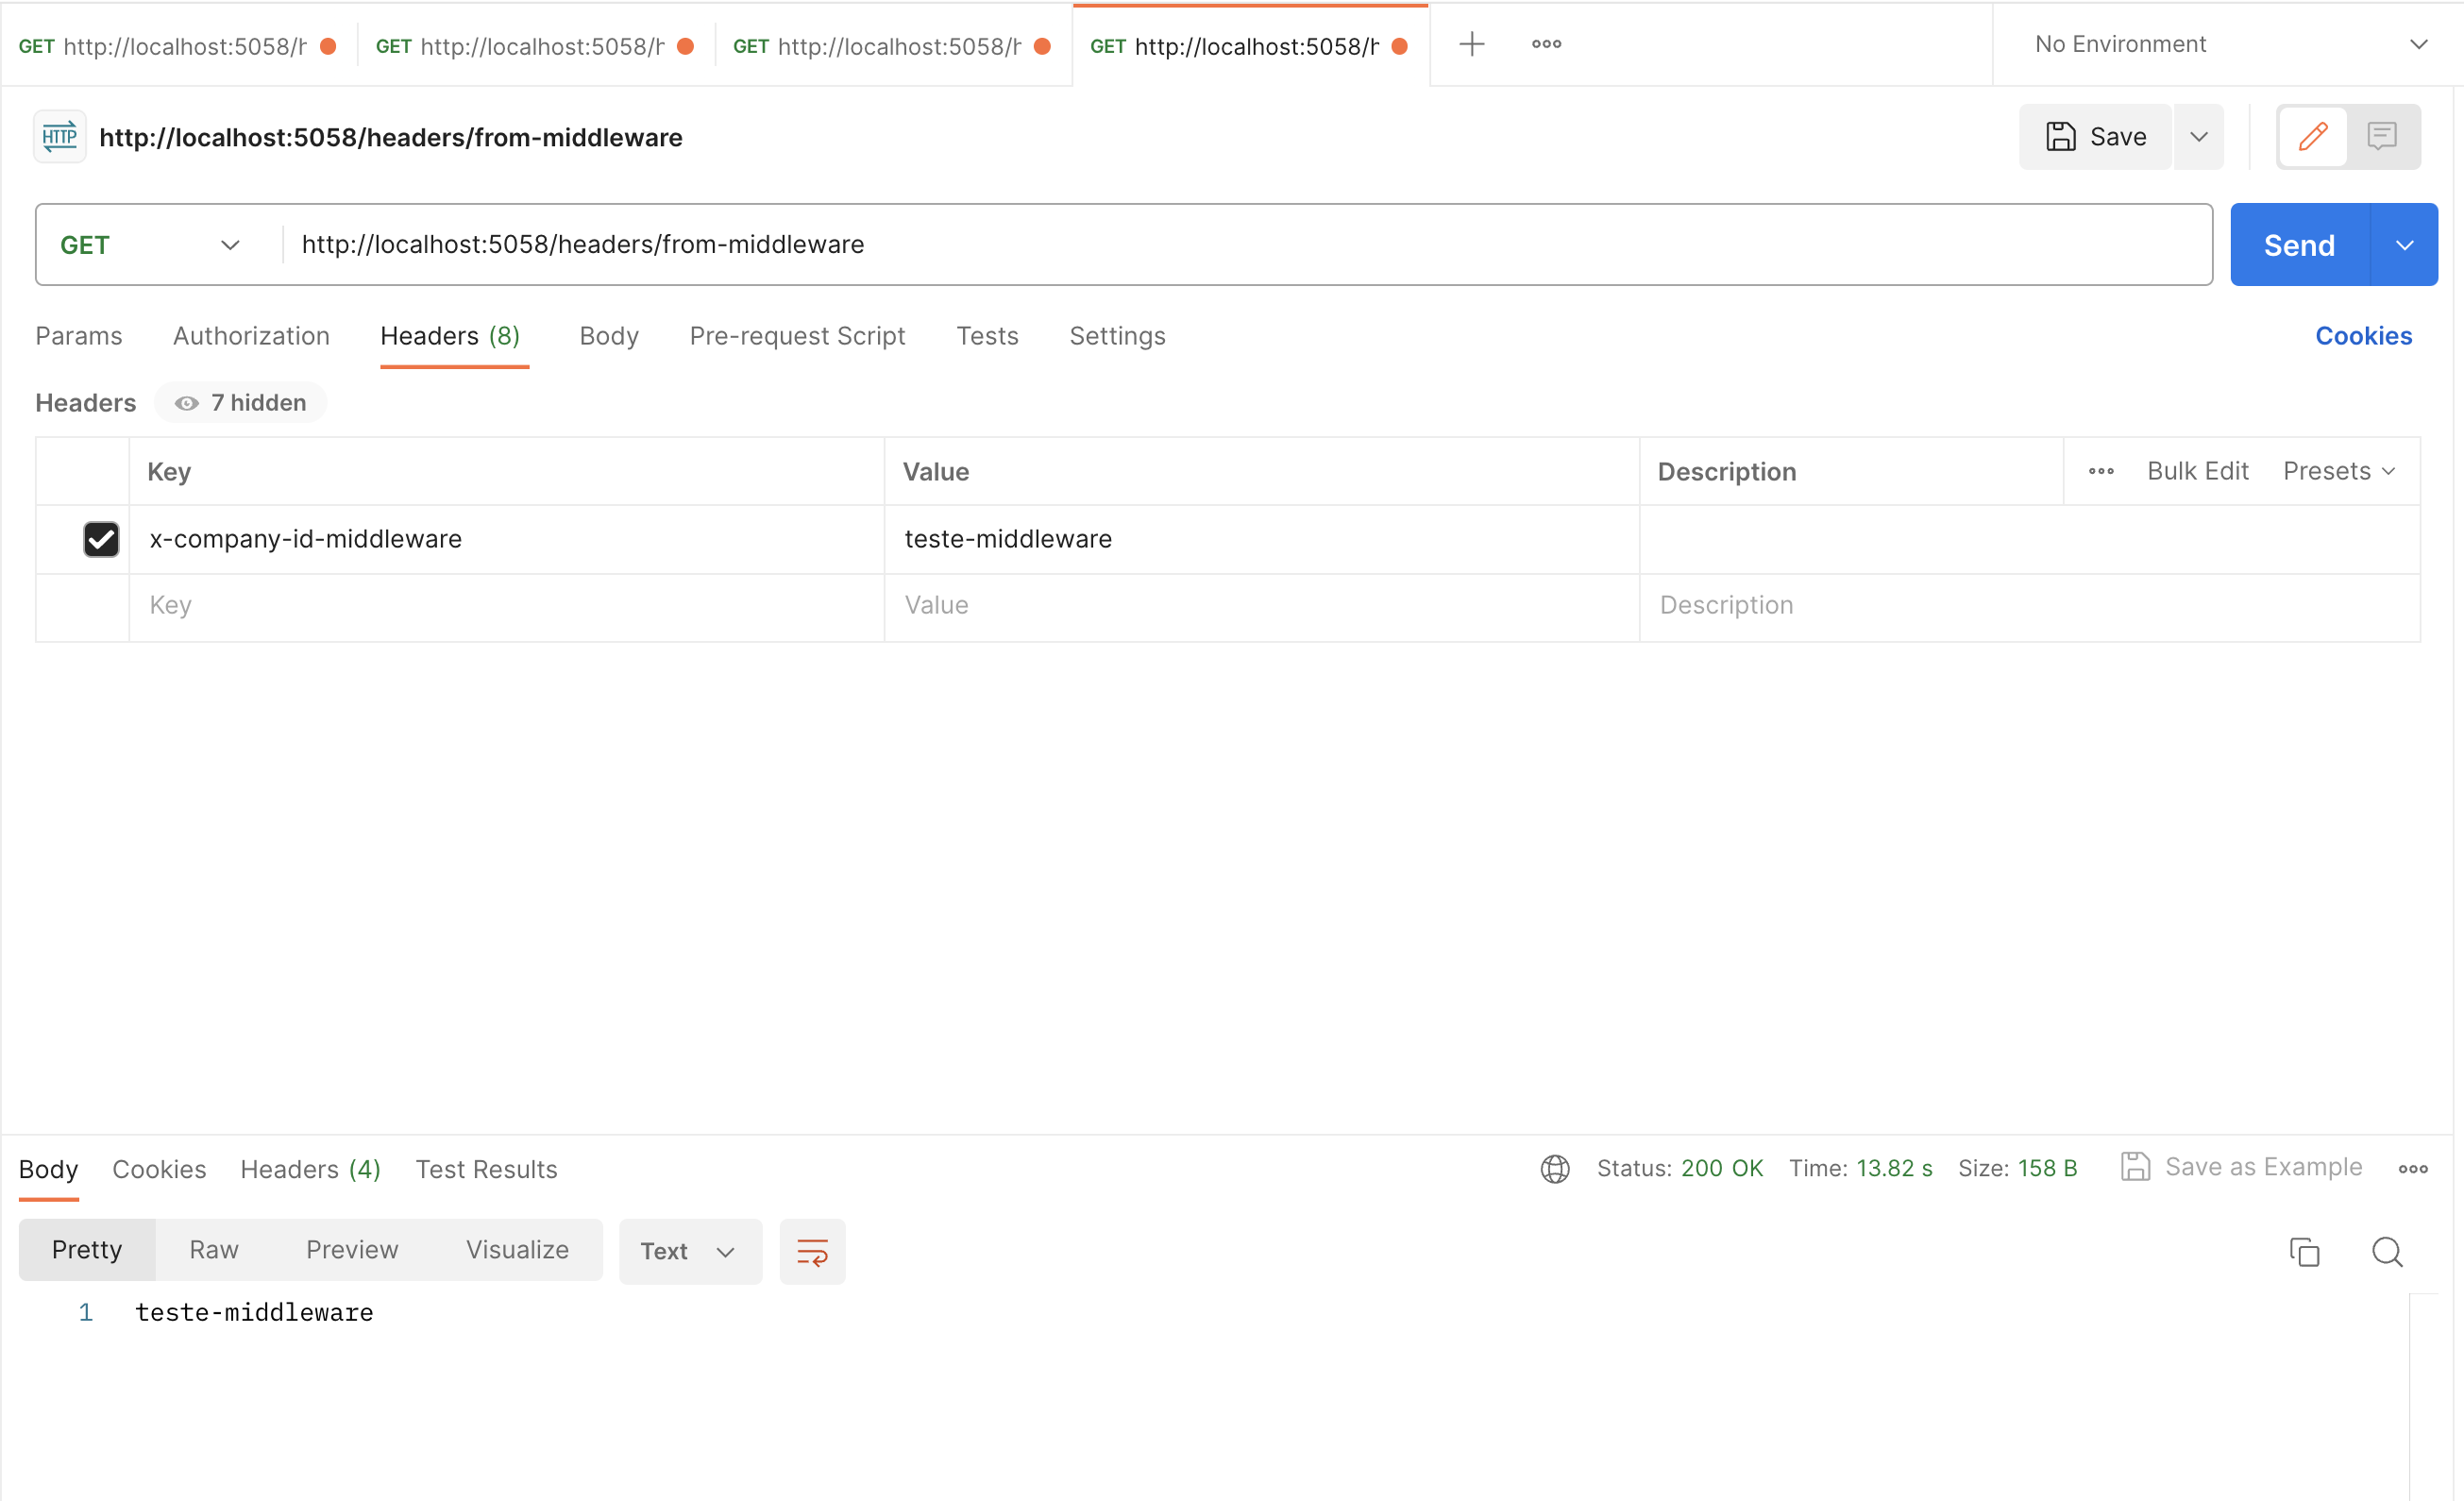 GET http://localhost:5058/h GET http://localhost:5058/h GET http://localhost:5058/h GET http://localhost:5058/h No Environment
HTTP http://localhost:5058/headers/from-middleware Save
GET http://localhost:5058/headers/from-middleware Send
Params Authorization Headers (8) Body Pre-request Script Tests Settings Cookies
Headers 7 hidden
Key Value Description Bulk Edit Presets
x-company-id-middleware teste-middleware
Key Value Description
Body Cookies Headers (4) Test Results Status: 200 OK Time: 13.82 s Size: 158 B Save as Example
Pretty Raw Preview Visualize Text
1 teste-middleware